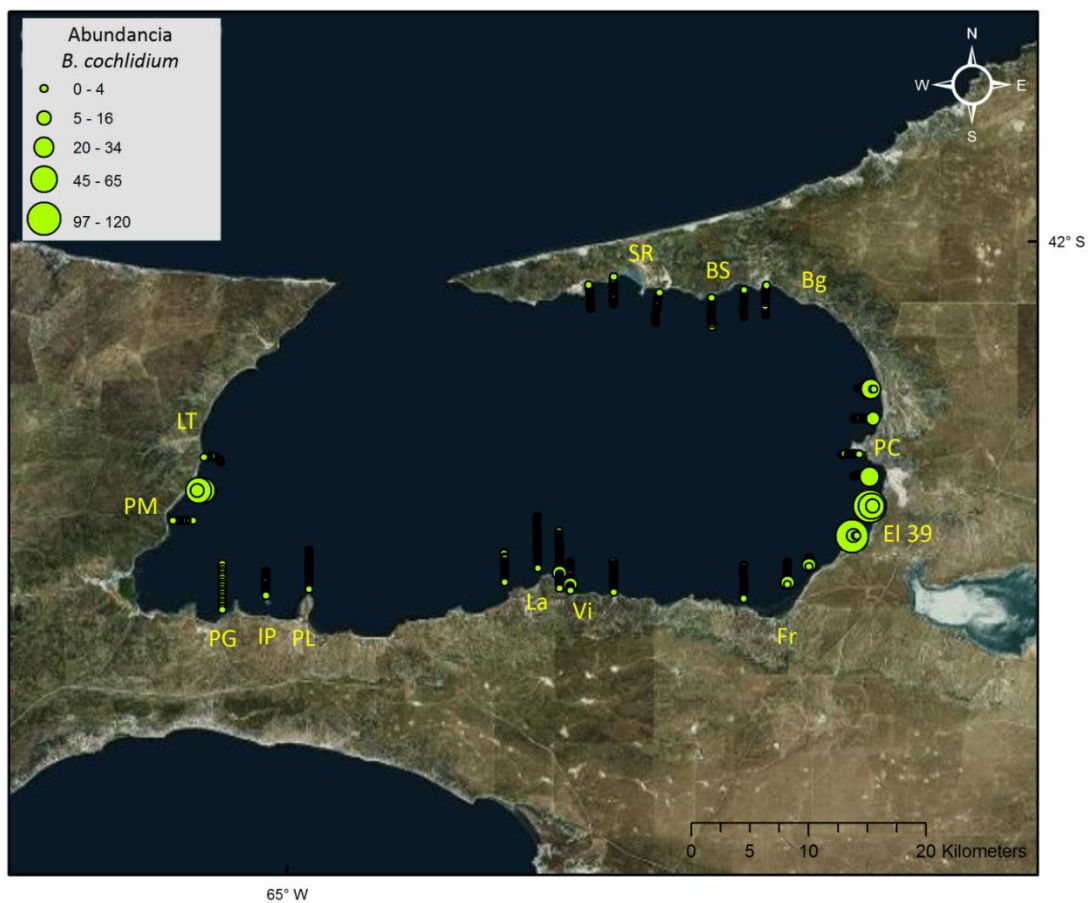 Abundancia
B. cochlidium
0 - 4
5 - 16
20 - 34
45 - 65
97 - 120
N
W E
S
42° S
SR
BS
Bg
LT
PC
PM
El 39
La
Vi
PG
IP
PL
Fr
0 5 10 20 Kilometers
65° W